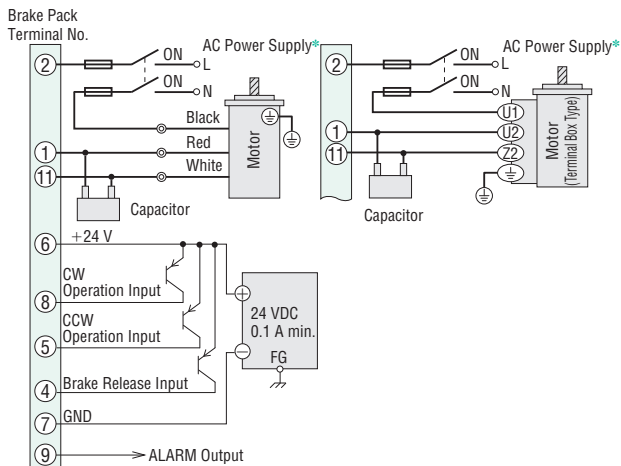 Brake Pack
Terminal No.
AC Power Supply*
AC Power Supply*
2
ON
L
2
ON
L
ON
N
ON
N
Black
U1
1
Red
Motor
1
U2
Motor
(Terminal Box Type)
11
White
11
Z2
Capacitor
Capacitor
6
+24 V
CW
Operation Input
8
24 VDC
0.1 A min.
CCW
Operation Input
5
FG
4
Brake Release Input
7
GND
9
ALARM Output